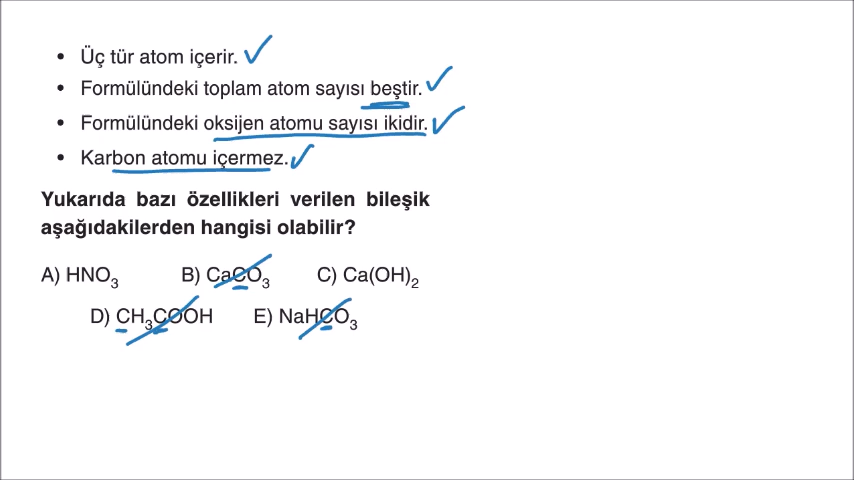 • Üç tür atom içerir.
• Formülündeki toplam atom sayısı beştir.
• Formülündeki oksijen atomu sayısı ikidir.
• Karbon atomu içermez.
Yukarıda bazı özellikleri verilen bileşik
aşağıdakilerden hangisi olabilir?
A) HNO₃ B) CaCO₃ C) Ca(OH)₂
D) CH₃COOH E) NaHCO₃